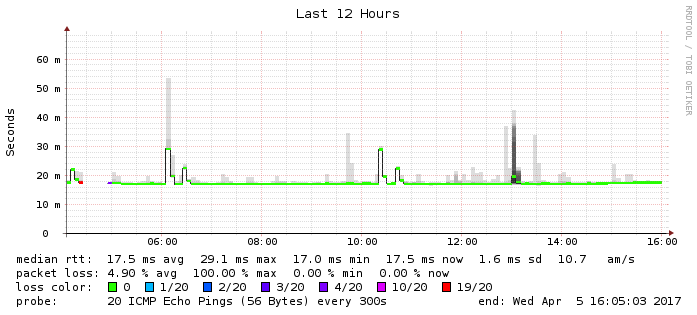 Last 12 Hours
RRDTOOL / TOBI OETIKER
Seconds
60 m
50 m
40 m
30 m
20 m
10 m
0
06:00 08:00 10:00 12:00 14:00 16:00
median rtt: 17.5 ms avg 29.1 ms max 17.0 ms min 17.5 ms now 1.6 ms sd 10.7 am/s
packet loss: 4.90 % avg 100.00 % max 0.00 % min 0.00 % now
loss color: 0 1/20 2/20 3/20 4/20 10/20 19/20
probe: 20 ICMP Echo Pings (56 Bytes) every 300s end: Wed Apr 5 16:05:03 2017